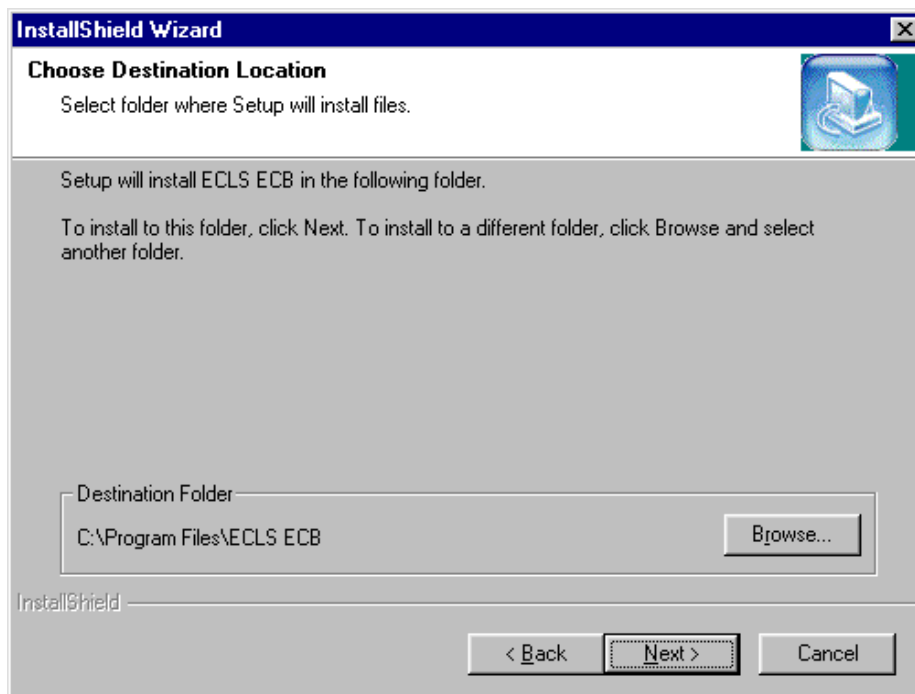 InstallShield Wizard
Choose Destination Location
Select folder where Setup will install files.
Setup will install ECLS ECB in the following folder.
To install to this folder, click Next. To install to a different folder, click Browse and select
another folder.
Destination Folder
C:\Program Files\ECLS ECB
Browse...
InstallShield
< Back
Next >
Cancel